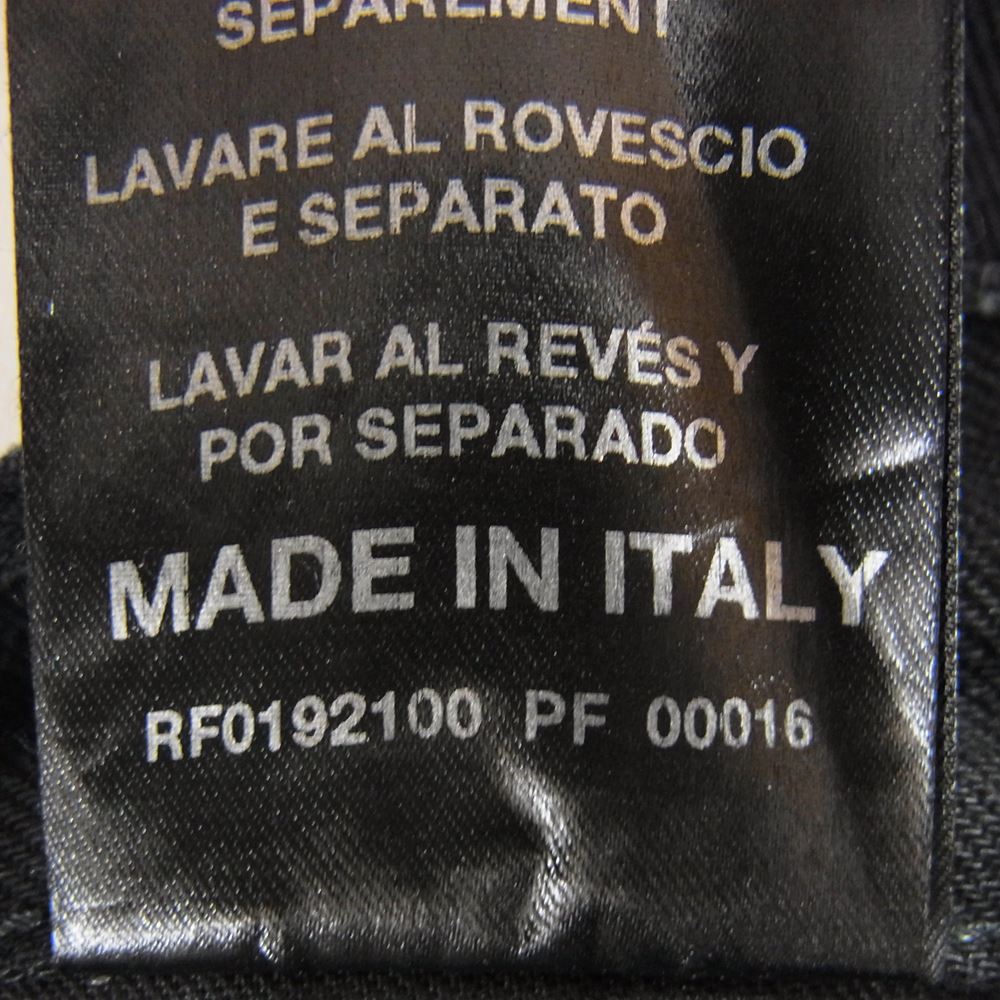 SEPAREMENT
LAVARE AL ROVESCIO
E SEPARATO
LAVAR AL REVÉS Y
POR SEPARADO
MADE IN ITALY
RF0192100 PF 00016